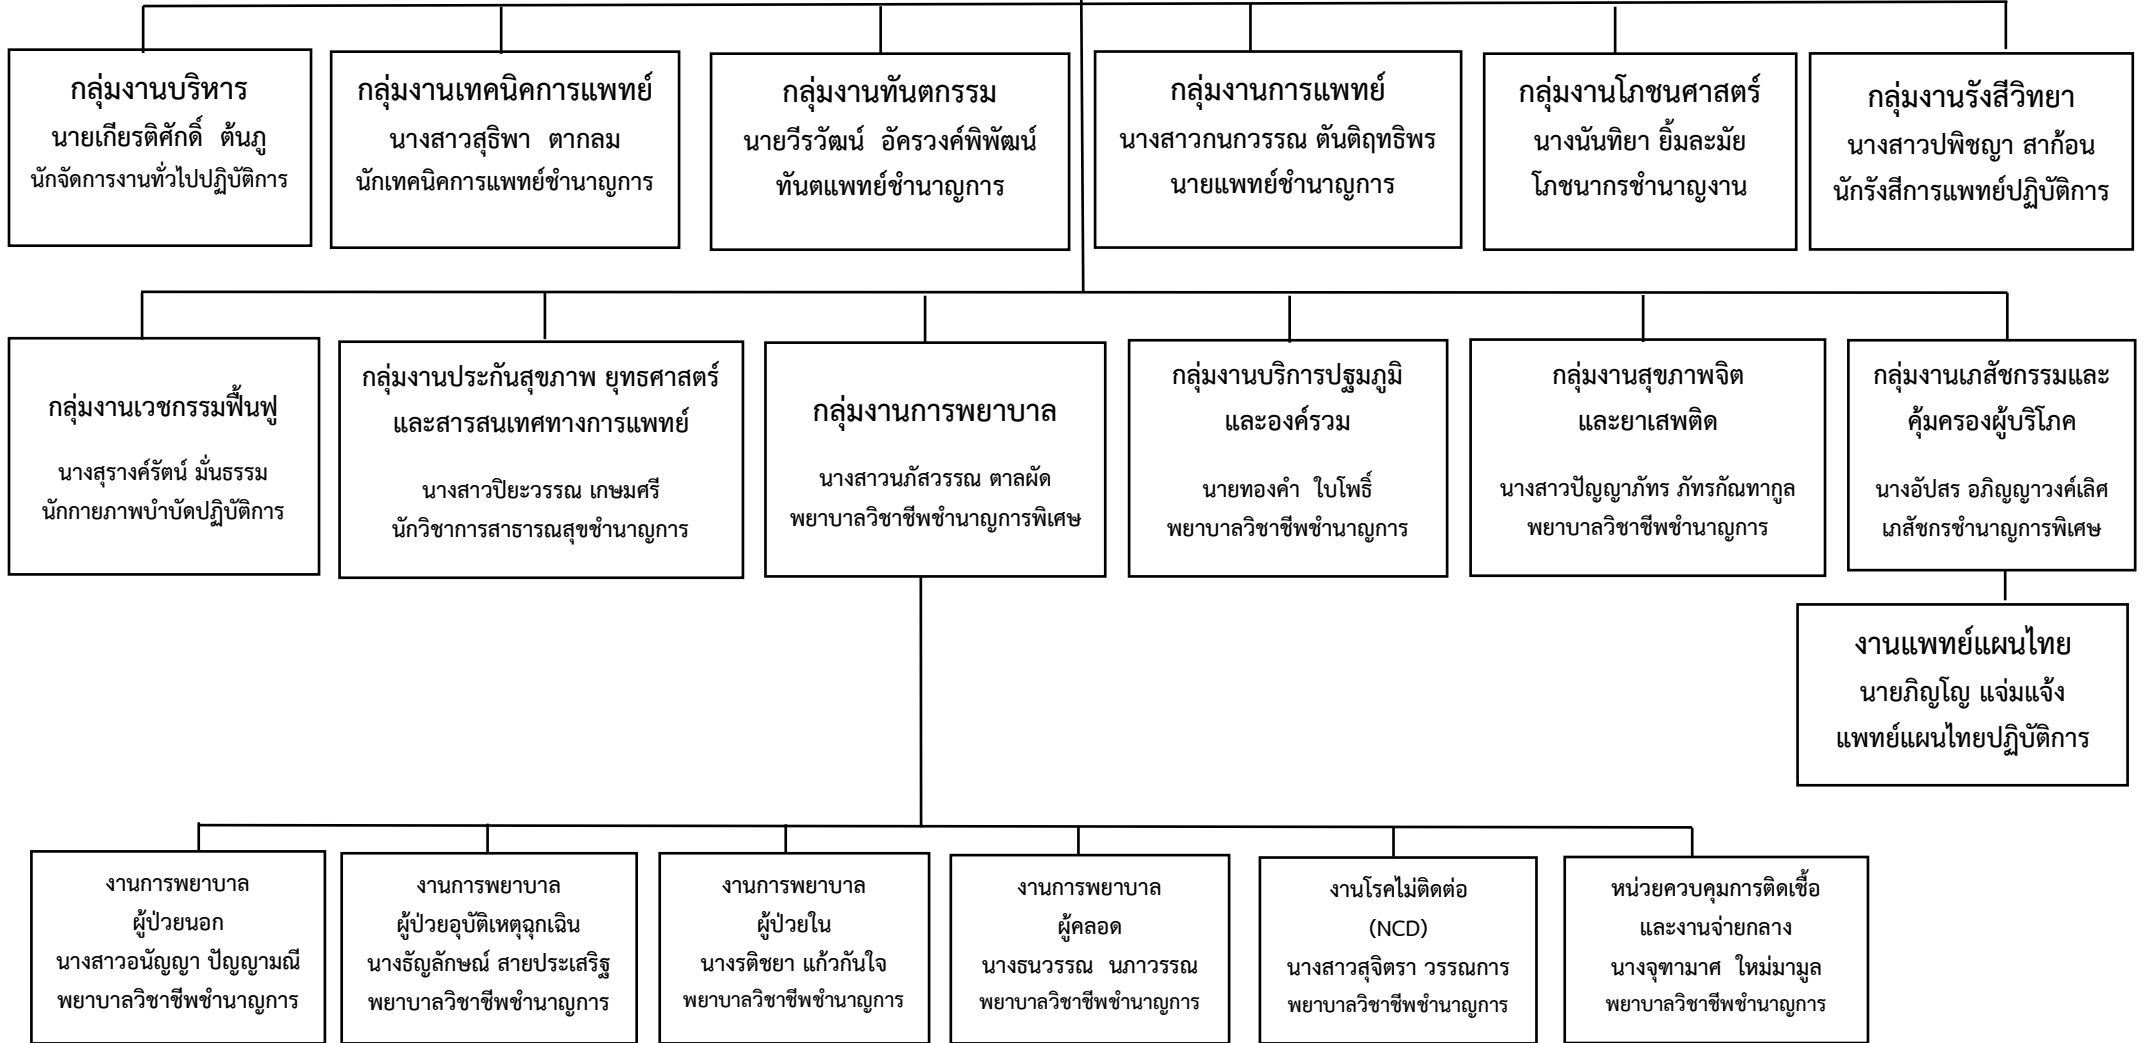 กลุ่มงานบริหาร
นายเกียรติศักดิ์ ต้นภู
นักจัดการงานทั่วไปปฏิบัติการ
กลุ่มงานเทคนิคการแพทย์
นางสาวสุธิพา ตากลม
นักเทคนิคการแพทย์ชำนาญการ
กลุ่มงานทันตกรรม
นายวีรวัฒน์ อัครวงค์พิพัฒน์
ทันตแพทย์ชำนาญการ
กลุ่มงานการแพทย์
นางสาวกนกวรรณ ตันติฤทธิพร
นายแพทย์ชำนาญการ
กลุ่มงานโภชนศาสตร์
นางนันทิยา ยิ้มละมัย
โภชนากรชำนาญงาน
กลุ่มงานรังสีวิทยา
นางสาวปพิชญา สาก้อน
นักรังสีการแพทย์ปฏิบัติการ
กลุ่มงานเวชกรรมฟื้นฟู
นางสุรางค์รัตน์ มั่นธรรม
นักกายภาพบำบัดปฏิบัติการ
กลุ่มงานประกันสุขภาพ ยุทธศาสตร์
และสารสนเทศทางการแพทย์
นางสาวปิยะวรรณ เกษมศรี
นักวิชาการสาธารณสุขชำนาญการ
กลุ่มงานการพยาบาล
นางสาวนภัสวรรณ ตาลผัด
พยาบาลวิชาชีพชำนาญการพิเศษ
กลุ่มงานบริการปฐมภูมิ
และองค์รวม
นายทองคำ ใบโพธิ์
พยาบาลวิชาชีพชำนาญการ
กลุ่มงานสุขภาพจิต
และยาเสพติด
นางสาวปัญญาภัทร ภัทรกัณฑากูล
พยาบาลวิชาชีพชำนาญการ
กลุ่มงานเภสัชกรรมและ
คุ้มครองผู้บริโภค
นางอัปสร อภิญญาวงค์เลิศ
เภสัชกรชำนาญการพิเศษ
งานแพทย์แผนไทย
นายภิญโญ แจ่มแจ้ง
แพทย์แผนไทยปฏิบัติการ
งานการพยาบาล
ผู้ป่วยนอก
นางสาวอนัญญา ปัญญามณี
พยาบาลวิชาชีพชำนาญการ
งานการพยาบาล
ผู้ป่วยอุบัติเหตุฉุกเฉิน
นางธัญลักษณ์ สายประเสริฐ
พยาบาลวิชาชีพชำนาญการ
งานการพยาบาล
ผู้ป่วยใน
นางรติชยา แก้วกันใจ
พยาบาลวิชาชีพชำนาญการ
งานการพยาบาล
ผู้คลอด
นางธนวรรณ นภาวรรณ
พยาบาลวิชาชีพชำนาญการ
งานโรคไม่ติดต่อ
(NCD)
นางสาวสุจิตรา วรรณการ
พยาบาลวิชาชีพชำนาญการ
หน่วยควบคุมการติดเชื้อ
และงานจ่ายกลาง
นางจุฑามาศ ใหม่มามูล
พยาบาลวิชาชีพชำนาญการ